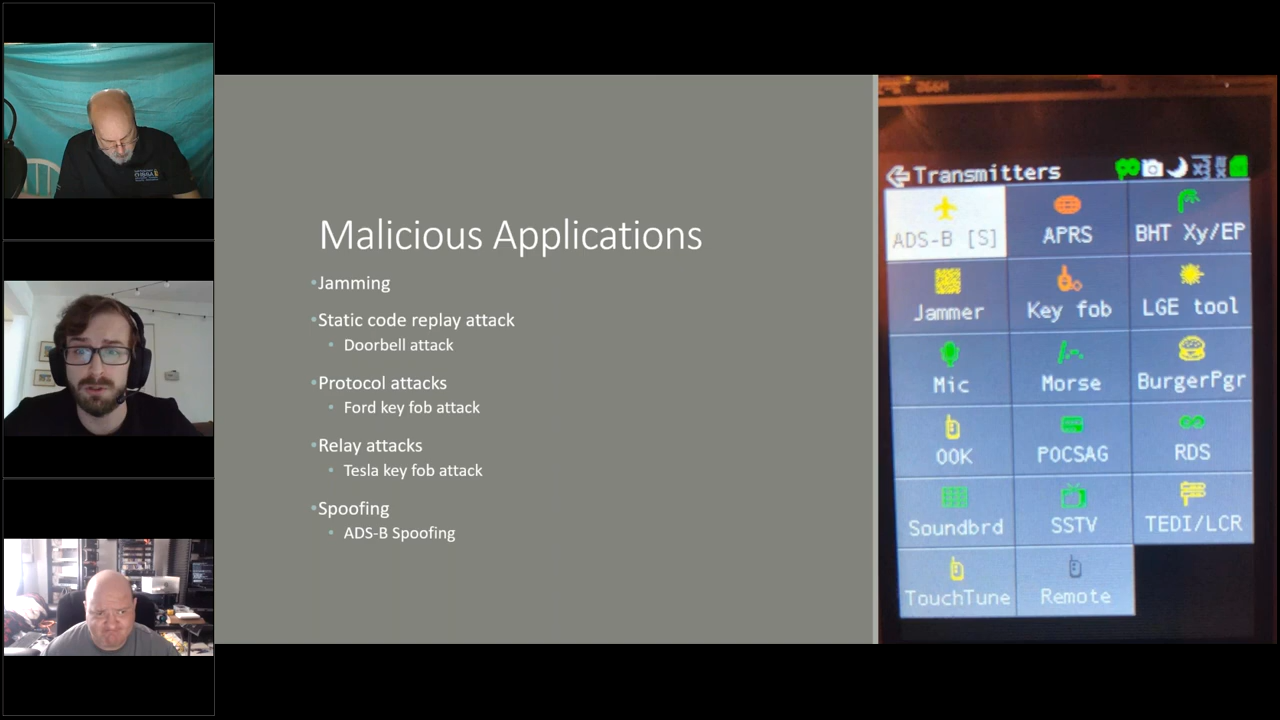 Malicious Applications
•Jamming
•Static code replay attack
• Doorbell attack
•Protocol attacks
• Ford key fob attack
•Relay attacks
• Tesla key fob attack
•Spoofing
• ADS-B Spoofing
Transmitters
ADS-B [S] APRS BHT Xy/EP
Jammer Key fob LGE tool
Mic Morse BurgerPgr
OOK POCSAG RDS
Soundbrd SSTV TEDI/LCR
TouchTune Remote